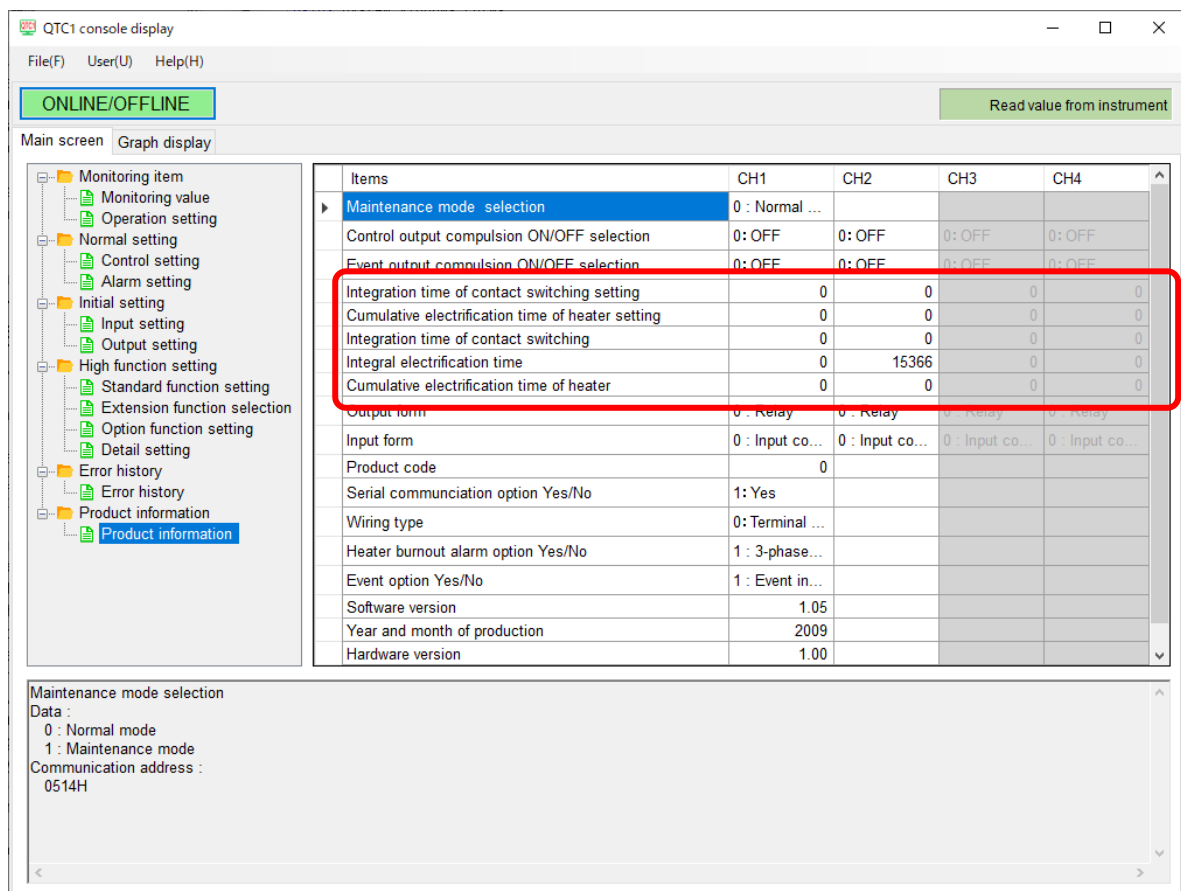 QTC1 console display
File(F) User(U) Help(H)
ONLINE/OFFLINE
Read value from instrument
Main screen Graph display
Monitoring item
Monitoring value
Operation setting
Normal setting
Control setting
Alarm setting
Initial setting
Input setting
Output setting
High function setting
Standard function setting
Extension function selection
Option function setting
Detail setting
Error history
Error history
Product information
Product information
Items CH1 CH2 CH3 CH4
Maintenance mode selection 0 : Normal ...
Control output compulsion ON/OFF selection 0: OFF 0: OFF 0: OFF 0: OFF
Event output compulsion ON/OFF selection 0: OFF 0: OFF 0: OFF 0: OFF
Integration time of contact switching setting 0 0 0 0
Cumulative electrification time of heater setting 0 0 0 0
Integration time of contact switching 0 0 0 0
Integral electrification time 0 15366 0 0
Cumulative electrification time of heater 0 0 0 0
Output form 0 : Relay 0 : Relay 0 : Relay 0 : Relay
Input form 0 : Input co... 0 : Input co... 0 : Input co... 0 : Input co...
Product code 0
Serial communciation option Yes/No 1: Yes
Wiring type 0: Terminal ...
Heater burnout alarm option Yes/No 1 : 3-phase...
Event option Yes/No 1 : Event in...
Software version 1.05
Year and month of production 2009
Hardware version 1.00
Maintenance mode selection
Data :
0 : Normal mode
1 : Maintenance mode
Communication address :
0514H